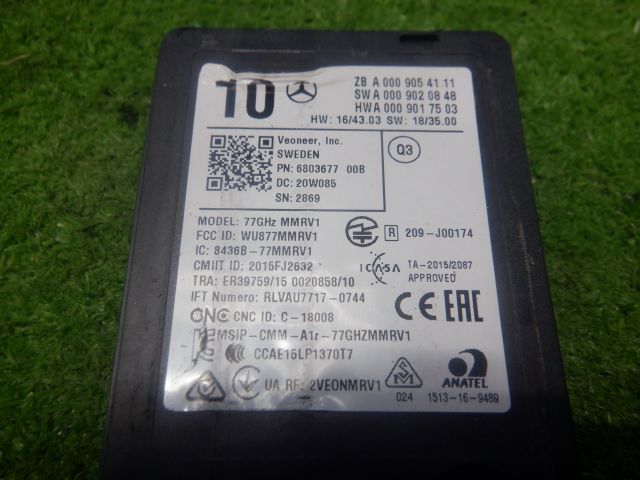 10
ZB A 000 905 41 11
SW A 000 902 08 48
HW A 000 901 75 03
HW: 16/43.03 SW: 18/35.00
Veoneer, Inc.
SWEDEN
PN: 6803677 00B
DC: 20W085
SN: 2869
Q3
MODEL: 77GHz MMRV1
FCC ID: WU877MMRV1
IC: 8436B-77MMRV1
CMIIT ID: 2015FJ2632
TRA: ER39759/15 0020858/10
IFT Numero: RLVAU7717-0744
R 209-J00174
ICASA TA-2015/2087
APPROVED
CNC CNC ID: C-18008
CE EAC
MSIP-CMM-A1r-77GHZMMRV1
CCAE15LP1370T7
UA RF: 2VEONMRV1
024
ANATEL
1513-16-9489